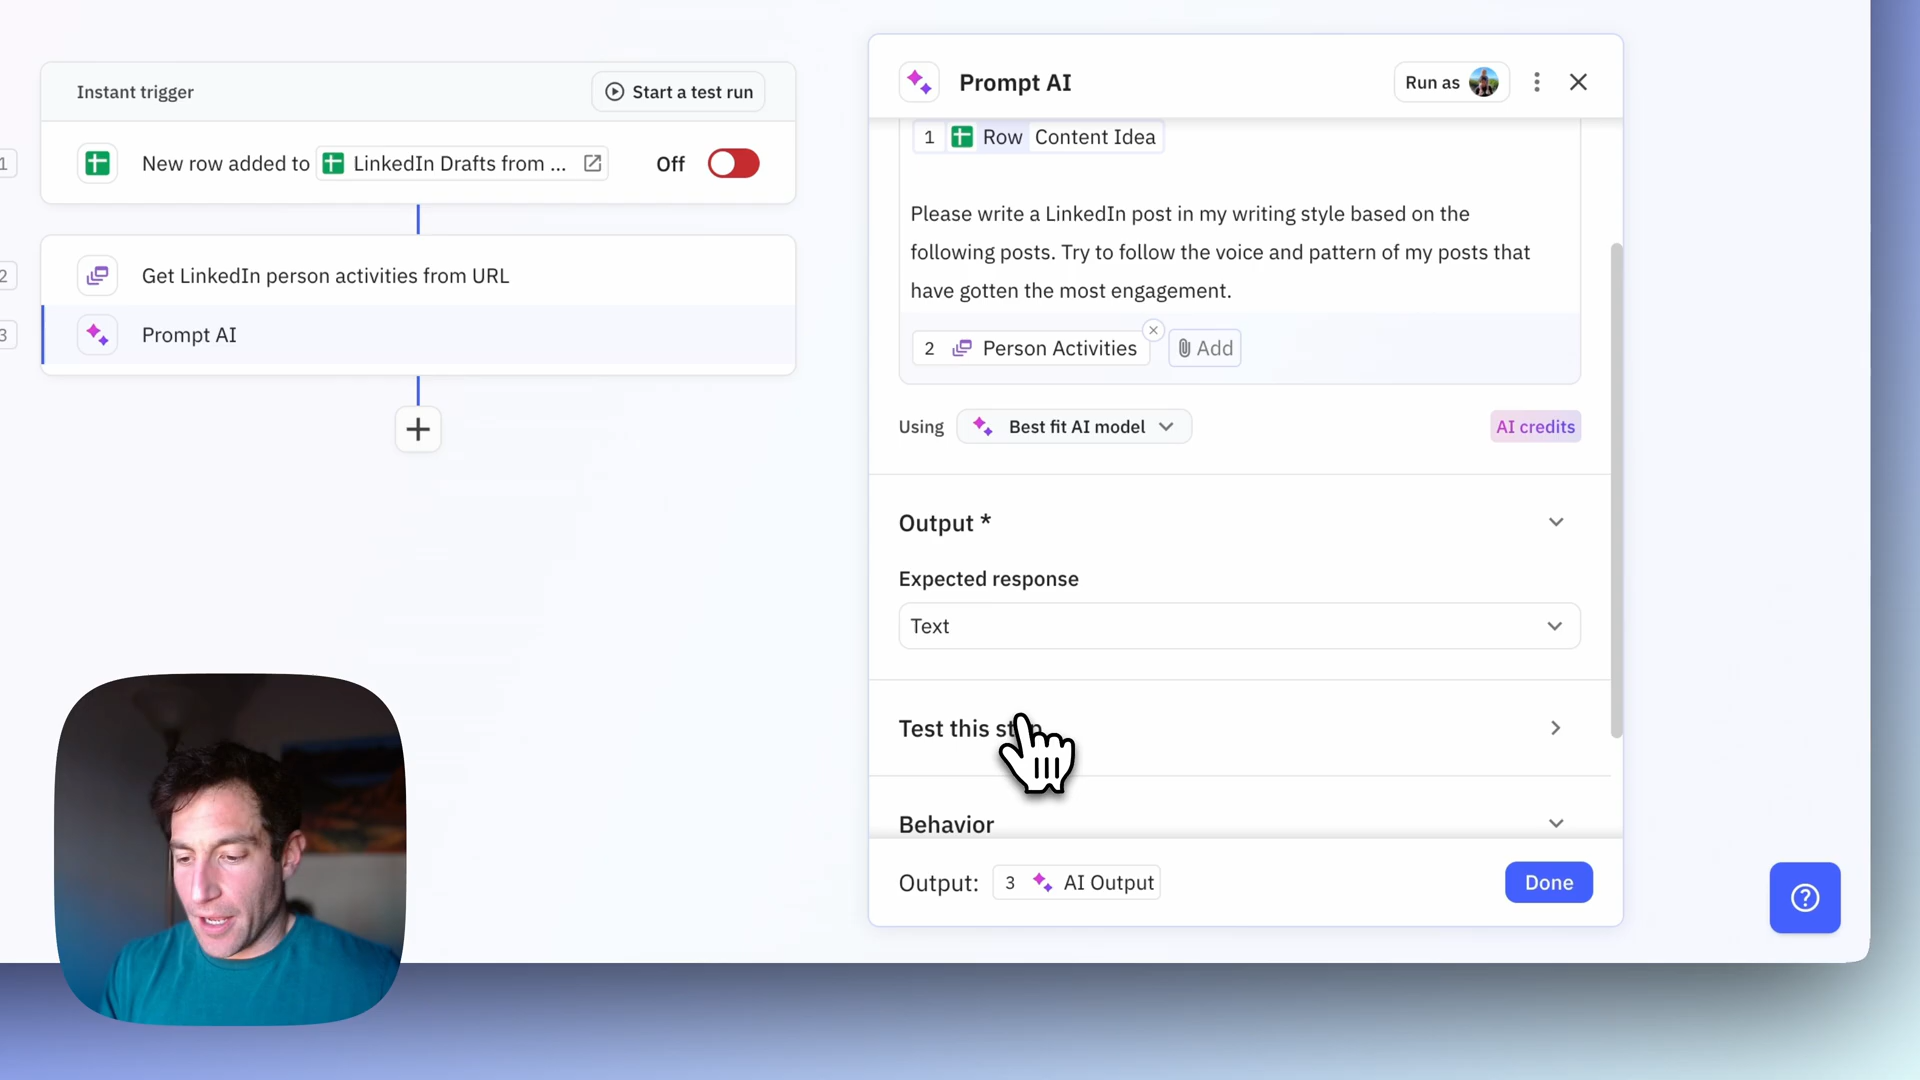 Instant trigger
Start a test run
1
New row added to
LinkedIn Drafts from ...
Off
2
Get LinkedIn person activities from URL
3
Prompt AI
Prompt AI
Run as
1 Row Content Idea
Please write a LinkedIn post in my writing style based on the
following posts. Try to follow the voice and pattern of my posts that
have gotten the most engagement.
2 Person Activities
Add
Using
Best fit AI model
AI credits
Output *
Expected response
Text
Test this step
Behavior
Output: 3 AI Output
Done